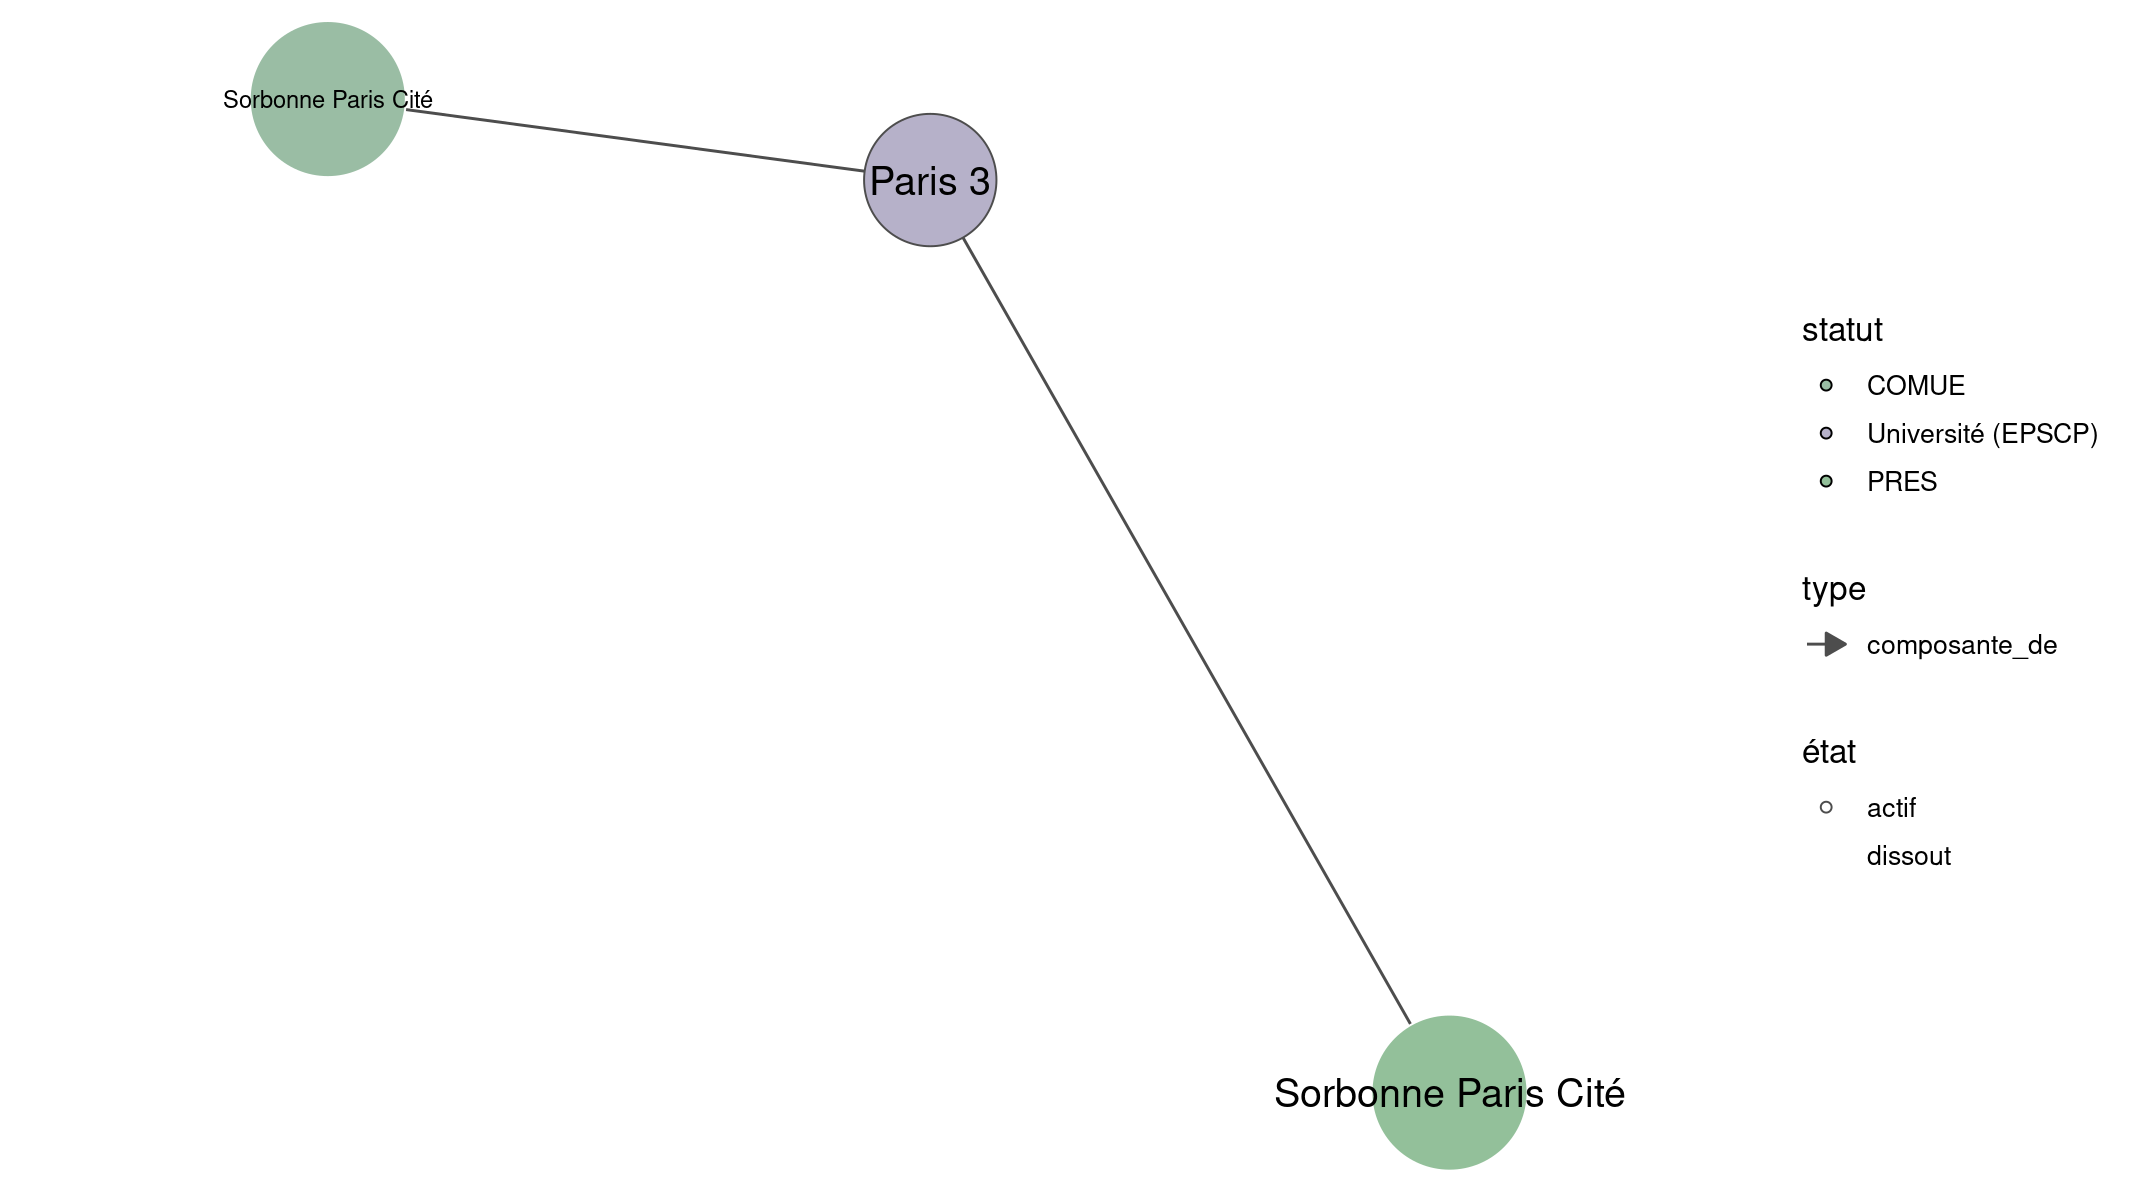 Sorbonne Paris Cité
Paris 3
Sorbonne Paris Cité
statut
COMUE
Université (EPSCP)
PRES
type
composante_de
état
actif
dissout